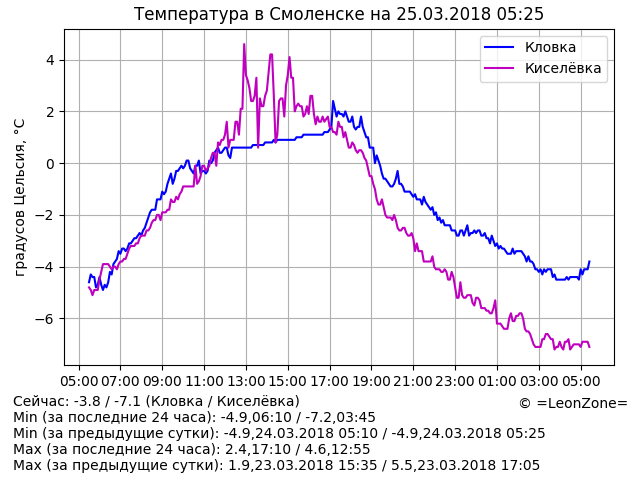 Температура в Смоленске на 25.03.2018 05:25
Кловка
Киселёвка
градусов Цельсия, °C
4
2
0
−2
−4
−6
05:00 07:00 09:00 11:00 13:00 15:00 17:00 19:00 21:00 23:00 01:00 03:00 05:00
Сейчас: -3.8 / -7.1 (Кловка / Киселёвка)
© =LeonZone=
Min (за последние 24 часа): -4.9,06:10 / -7.2,03:45
Min (за предыдущие сутки): -4.9,24.03.2018 05:10 / -4.9,24.03.2018 05:25
Max (за последние 24 часа): 2.4,17:10 / 4.6,12:55
Max (за предыдущие сутки): 1.9,23.03.2018 15:35 / 5.5,23.03.2018 17:05